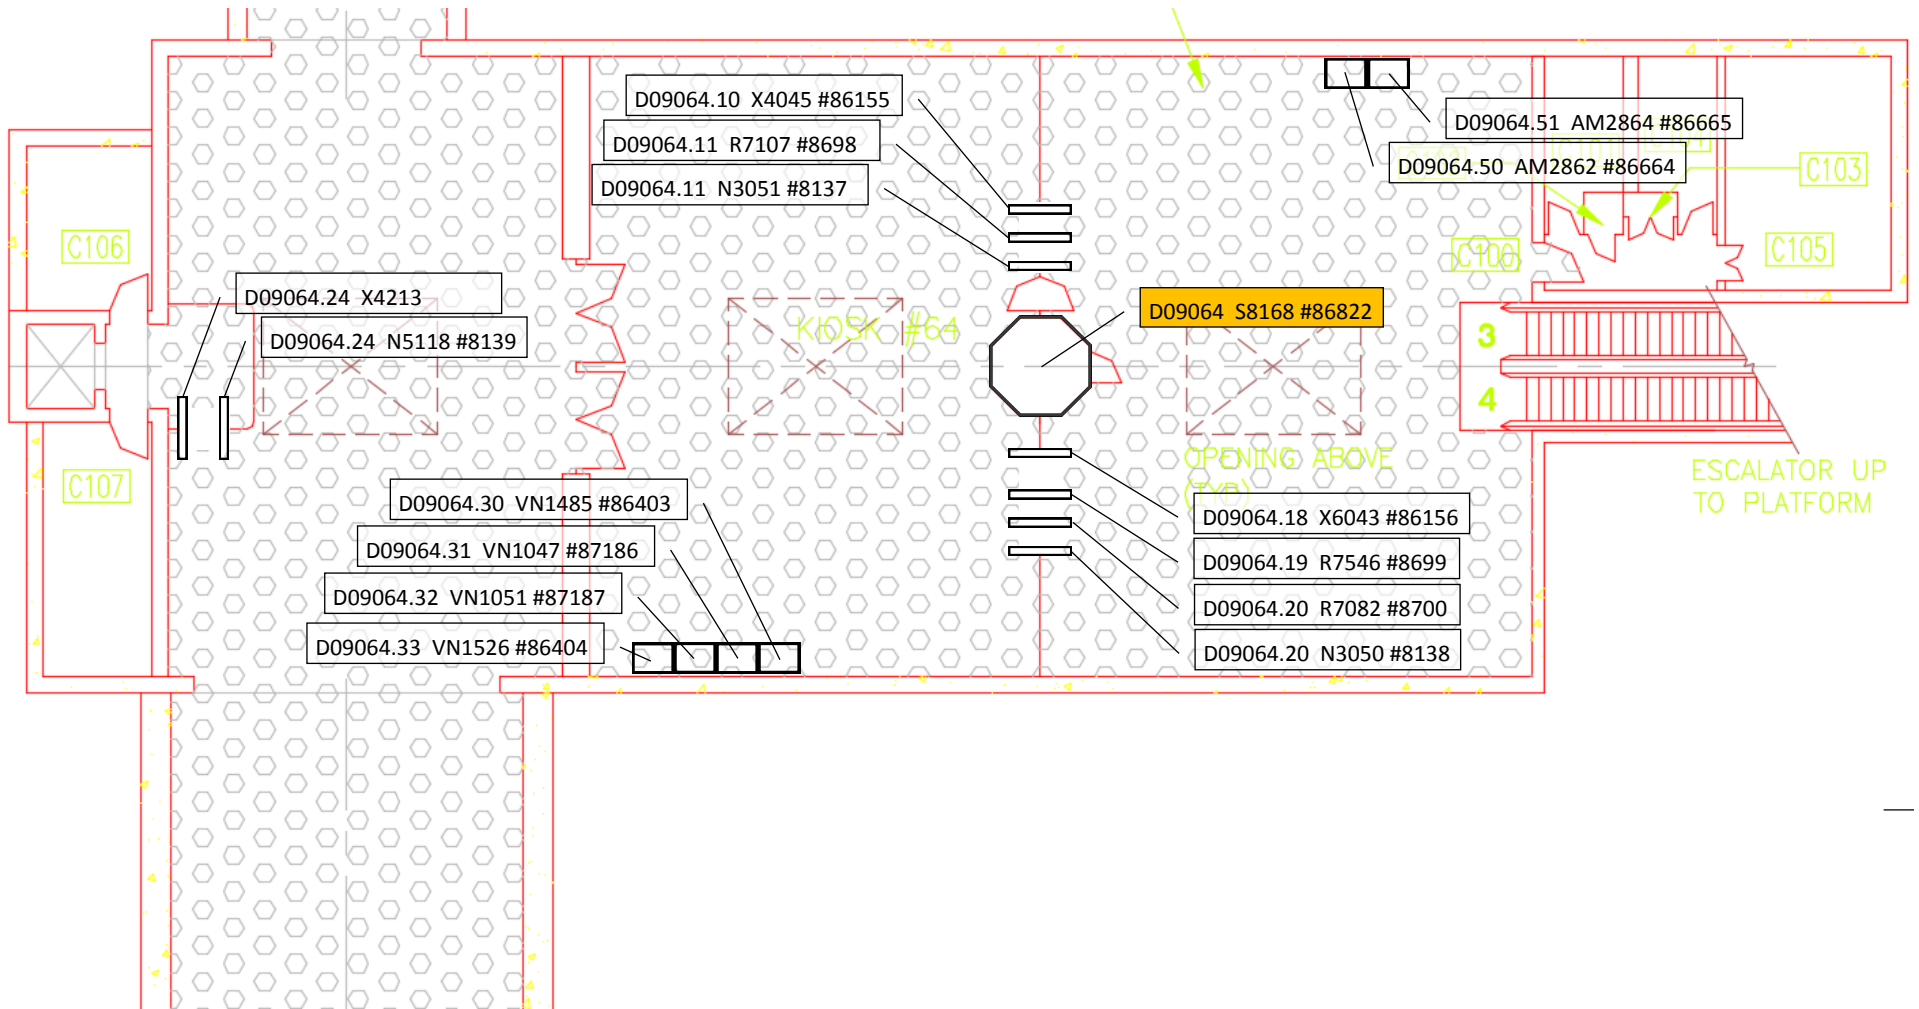 D09064.10 X4045 #86155
D09064.11 R7107 #8698
D09064.11 N3051 #8137
D09064.51 AM2864 #86665
D09064.50 AM2862 #86664
C103
C106
C100
C105
D09064.24 X4213
D09064.24 N5118 #8139
KIOSK #64
D09064 S8168 #86822
3
4
C107
OPENING ABOVE
(TYP)
ESCALATOR UP
TO PLATFORM
D09064.30 VN1485 #86403
D09064.31 VN1047 #87186
D09064.32 VN1051 #87187
D09064.33 VN1526 #86404
D09064.18 X6043 #86156
D09064.19 R7546 #8699
D09064.20 R7082 #8700
D09064.20 N3050 #8138